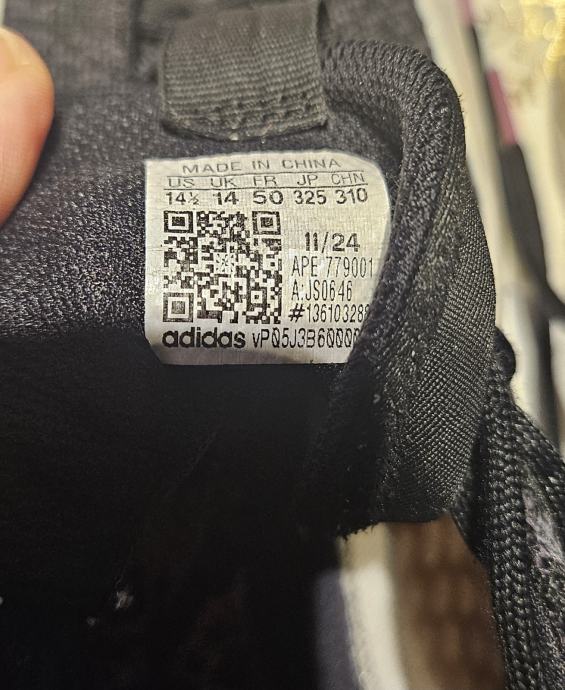 MADE IN CHINA
US UK FR JP CHN
14½ 14 50 325 310
11/24
APE 779001
A:JS0646
#13610328
adidas